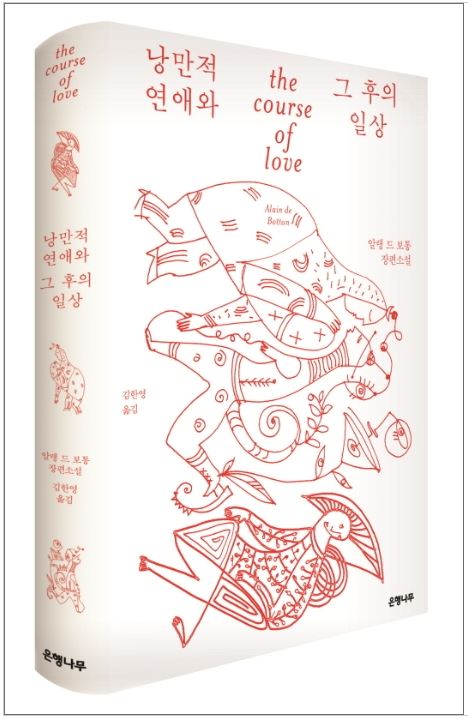 the
course
of
love
낭만적
연애와
그 후의
일상
알랭 드 보통
장편소설
김한영
옮김
은행나무
낭만적
연애와
the
course
of
love
그 후의
일상
Alain de
Botton
알랭 드 보통
장편소설
김한영
옮김
은행나무